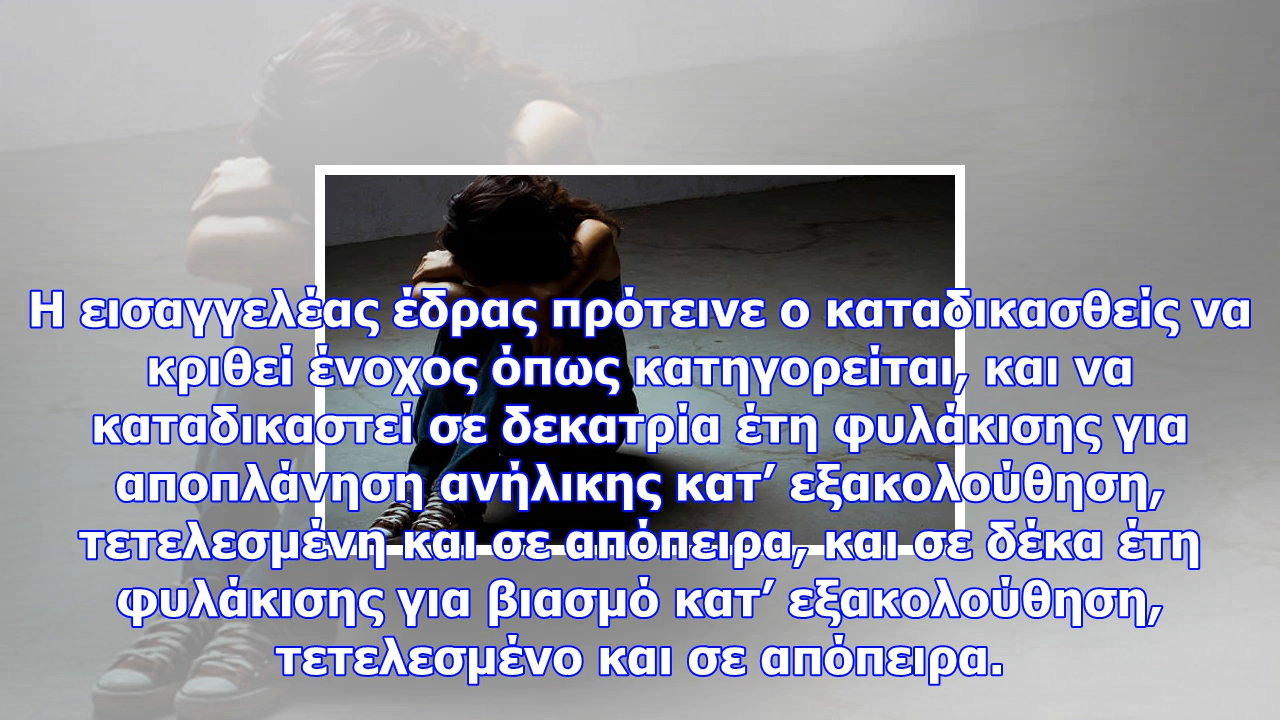 Η εισαγγελέας έδρας πρότεινε ο καταδικασθείς να
κριθεί ένοχος όπως κατηγορείται, και να
καταδικαστεί σε δεκατρία έτη φυλάκισης για
αποπλάνηση ανήλικης κατ’ εξακολούθηση,
τετελεσμένη και σε απόπειρα, και σε δέκα έτη
φυλάκισης για βιασμό κατ’ εξακολούθηση,
τετελεσμένο και σε απόπειρα.